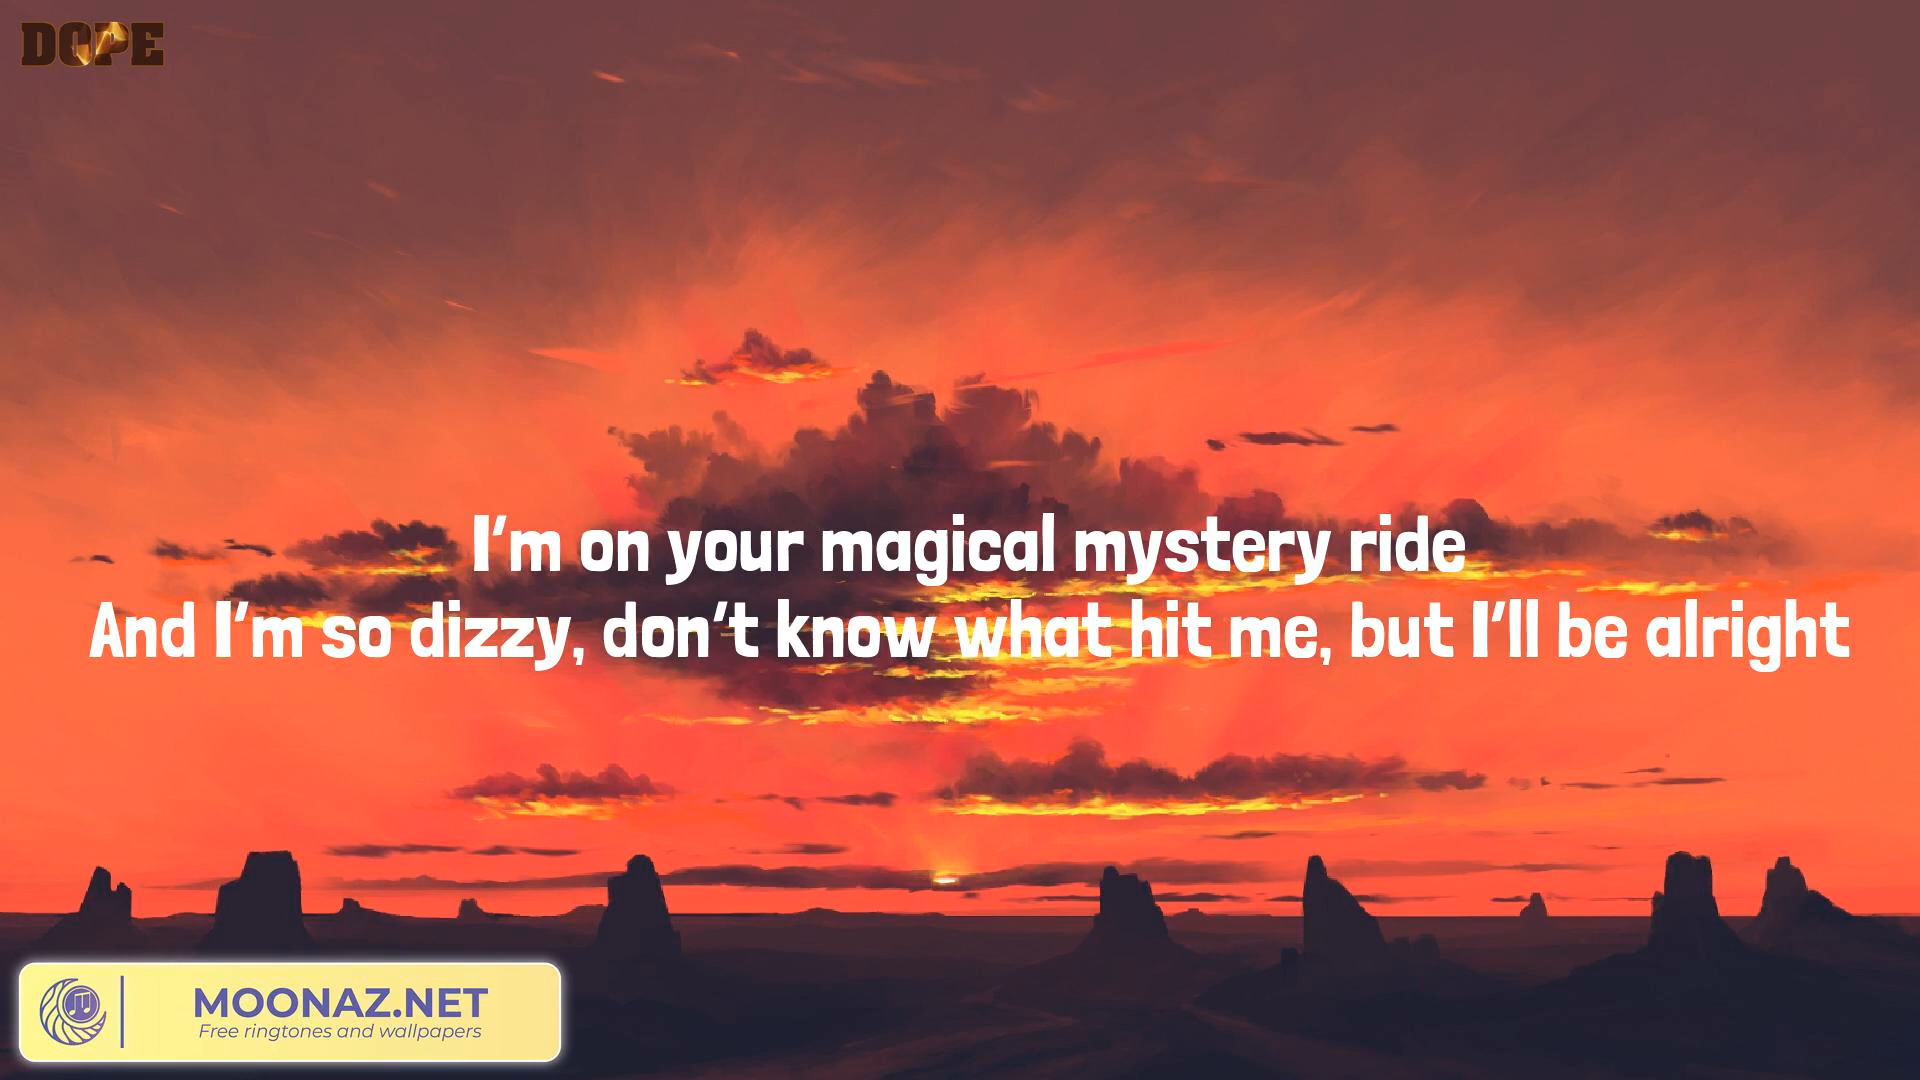 DOPE
I'm on your magical mystery ride
And I'm so dizzy, don't know what hit me, but I'll be alright
MOONAZ.NET
Free ringtones and wallpapers